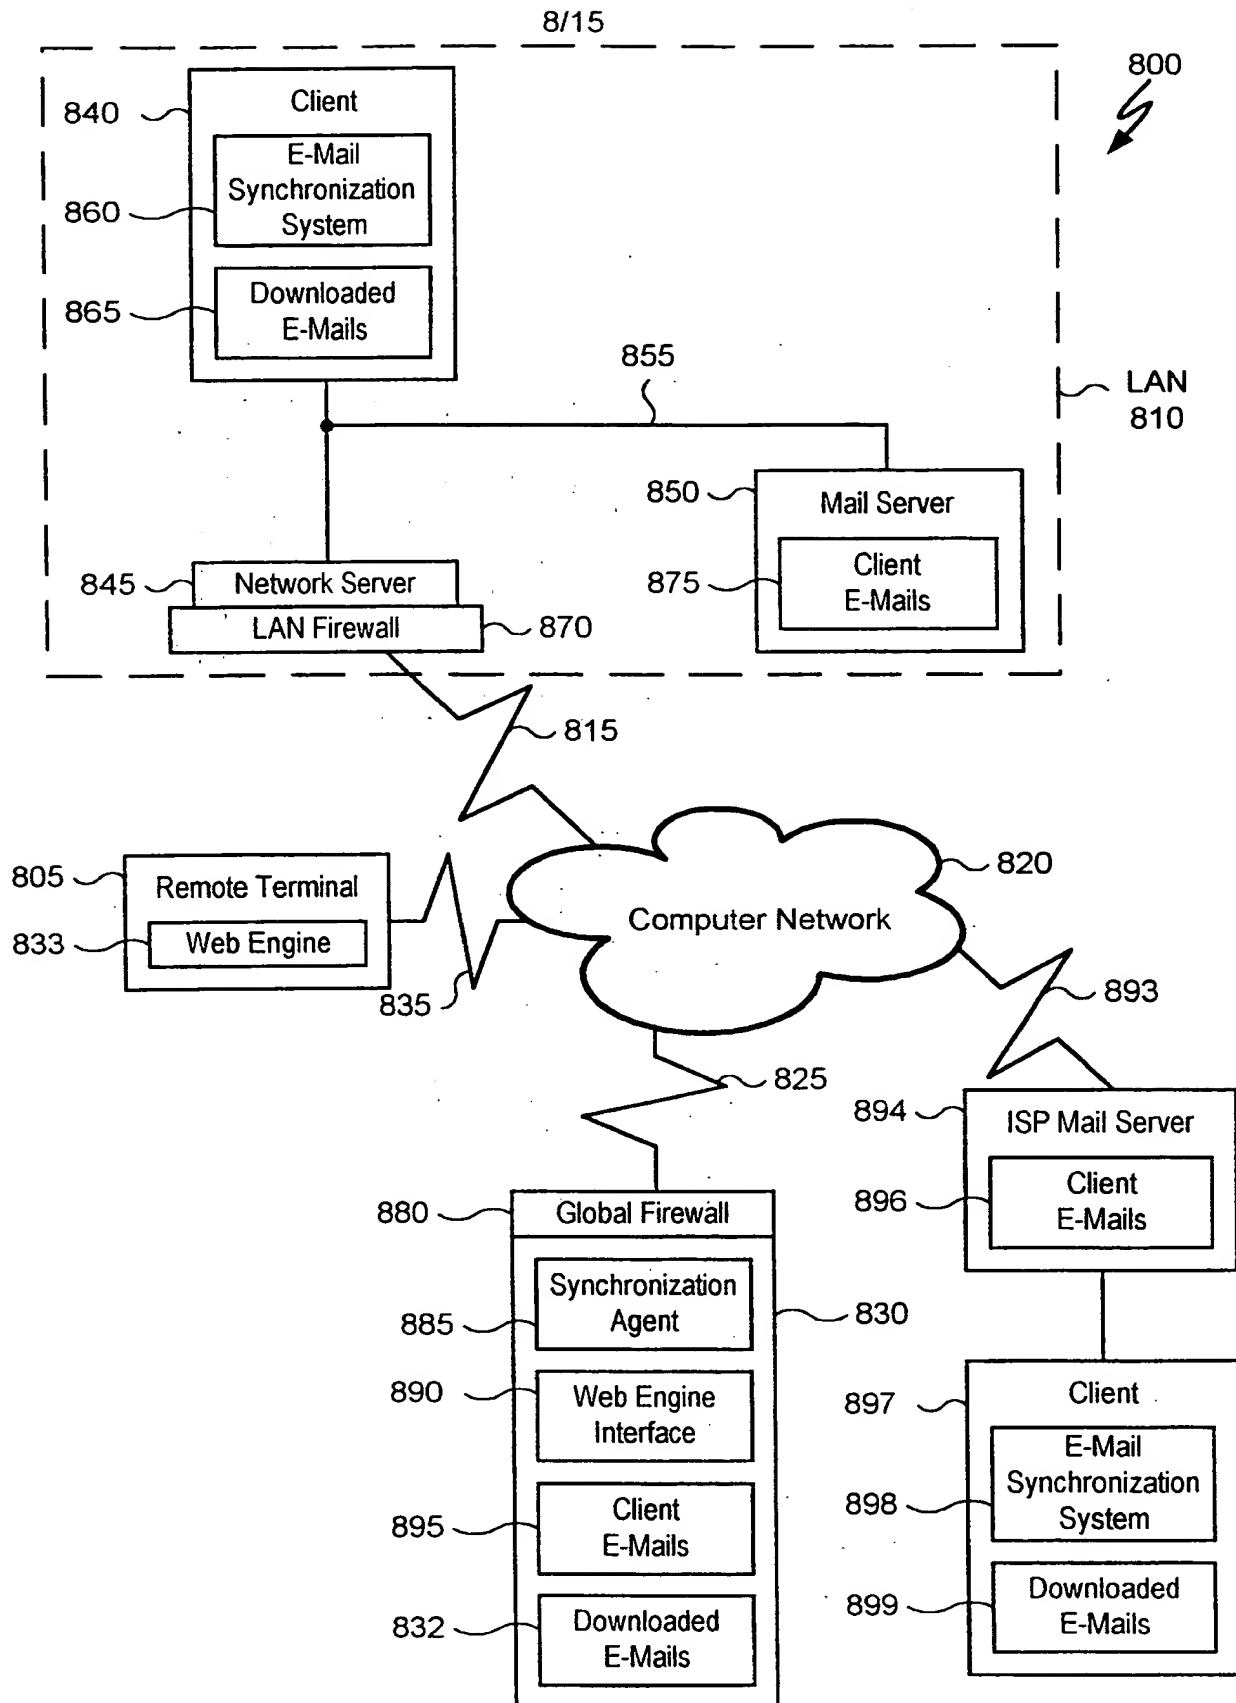 8/15
800
840
Client
E-Mail
Synchronization
System
860
Downloaded
E-Mails
865
855
LAN
810
850
Mail Server
Client
E-Mails
875
845
Network Server
LAN Firewall
870
815
820
805
Remote Terminal
Computer Network
833
Web Engine
835
893
825
894
ISP Mail Server
Client
E-Mails
896
880
Global Firewall
Synchronization
Agent
885
830
890
Web Engine
Interface
897
Client
E-Mail
Synchronization
System
898
895
Client
E-Mails
832
Downloaded
E-Mails
899
Downloaded
E-Mails